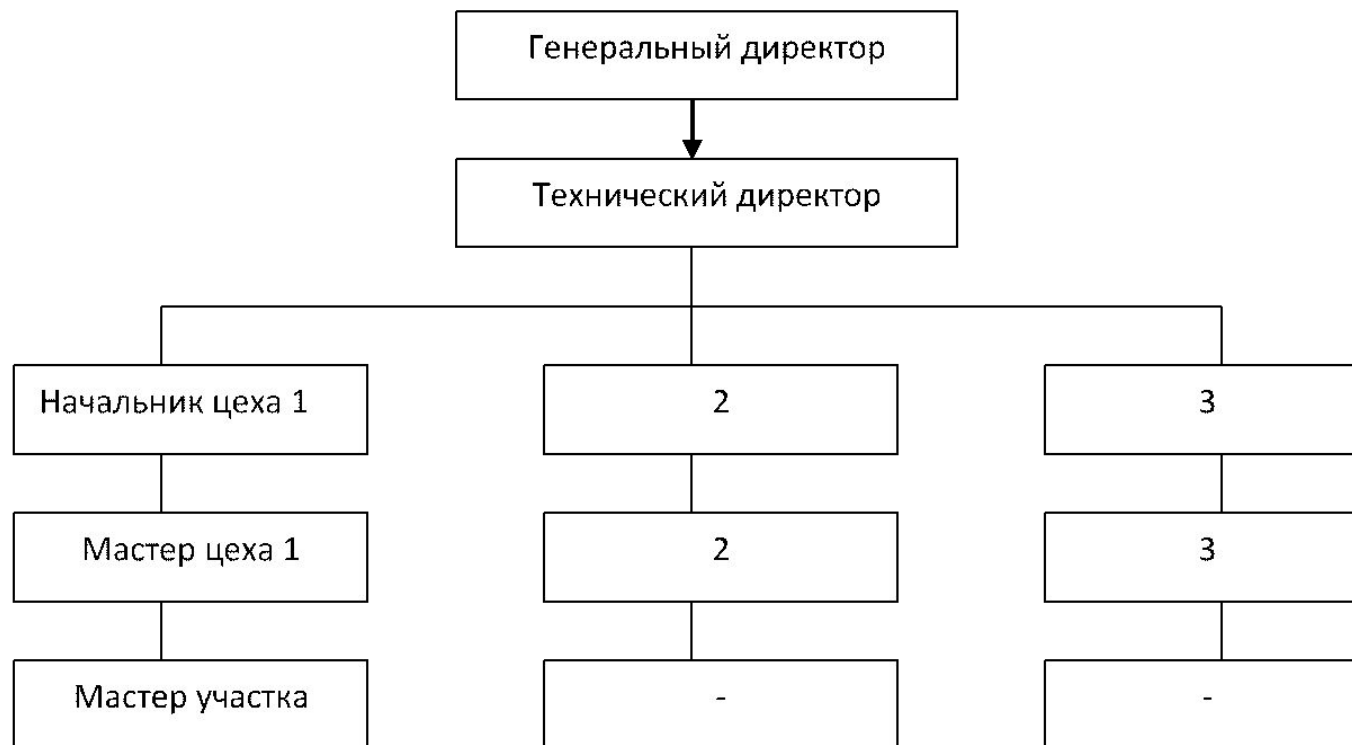 Генеральный директор
Технический директор
Начальник цеха 1
2
3
Мастер цеха 1
2
3
Мастер участка
-
-